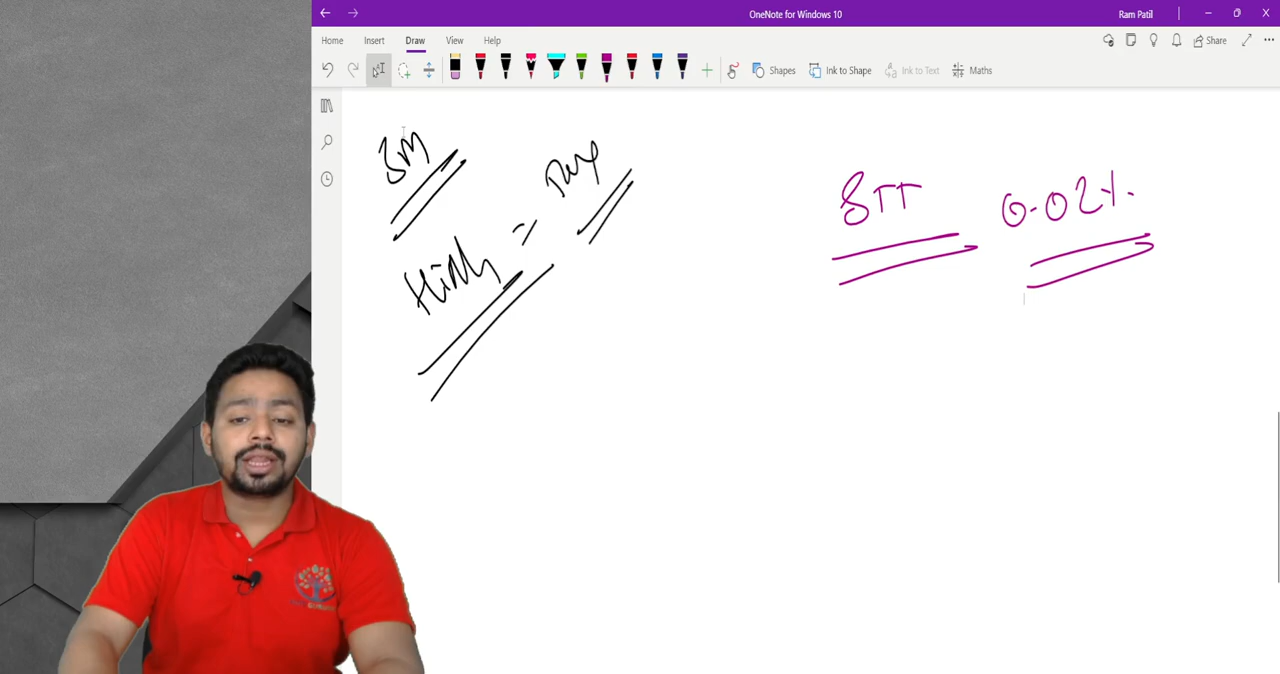 OneNote for Windows 10
Ram Patil
Home Insert Draw View Help
Share
Shapes
Ink to Shape
Ink to Text
Maths
STT 0.02%